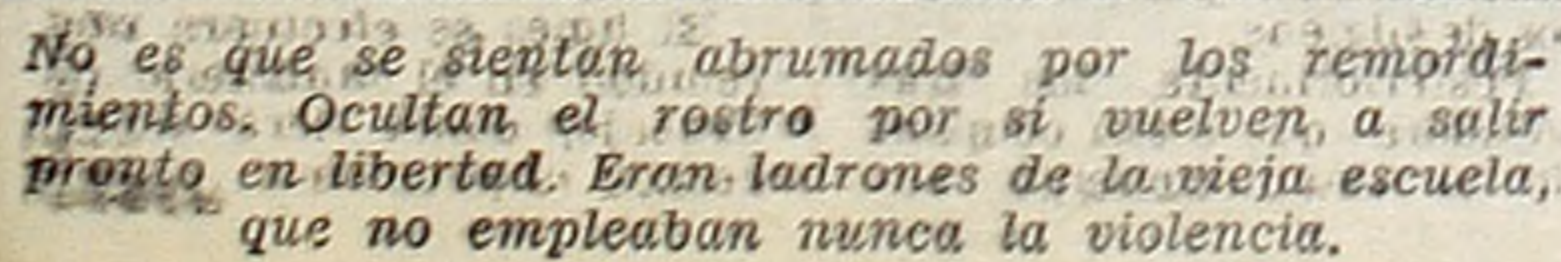 No es que se sientan abrumados por los remordi-
mientos. Ocultan el rostro por si vuelven a salir
pronto en libertad. Eran ladrones de la vieja escuela,
que no empleaban nunca la violencia.